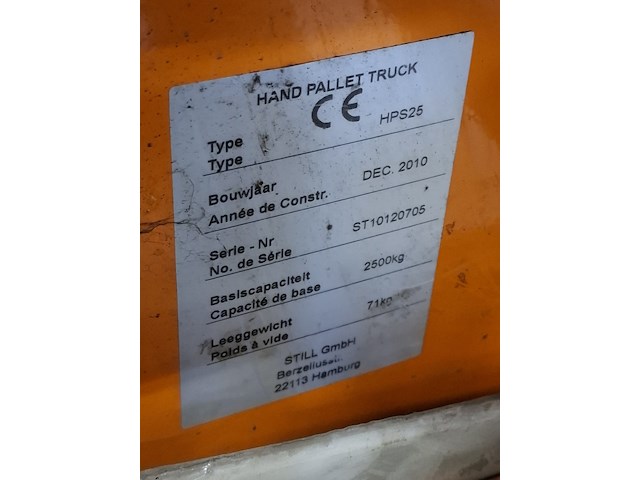 HAND PALLET TRUCK
CE
Type HPS25
Type
Bouwjaar DEC. 2010
Année de Constr.
Serie - Nr ST10120705
No. de Série
Basiscapaciteit 2500kg
Capacité de base
Leeggewicht 71kg
Poids à vide
STILL GmbH
22113 Hamburg